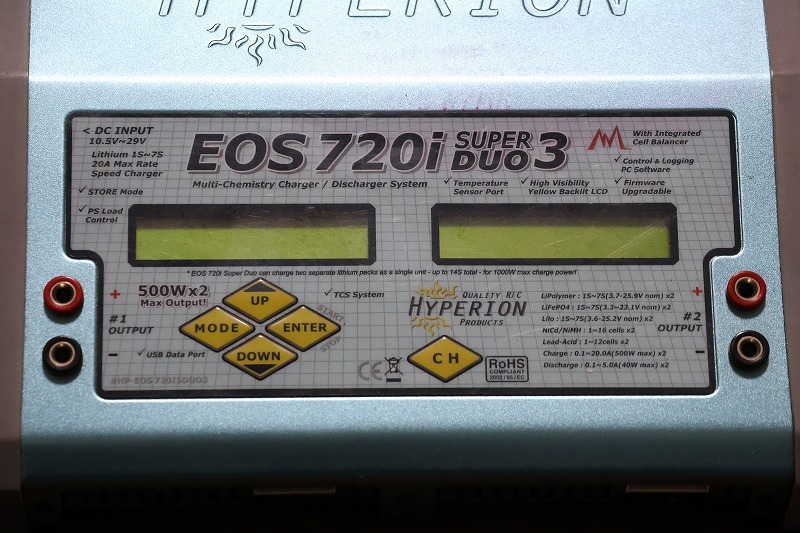 HYPERION
< DC INPUT
10.5V~29V
Lithium 1S~7S
20A Max Rate
Speed Charger
✓ STORE Mode
✓ PS Load
Control
EOS 720i SUPER DUO 3
Multi-Chemistry Charger / Discharger System
✓ Temperature
Sensor Port
✓ High Visibility
Yellow Backlit LCD
With Integrated
Cell Balancer
✓ Control & Logging
PC Software
✓ Firmware
Upgradable
* EOS 720i Super Duo can charge two separate lithium packs as a single unit - up to 14S total - for 1000W max charge power!
500Wx2
Max Output!
+
#1
OUTPUT
-
✓ USB Data Port
#HP-EOS720ISDUO3
UP
MODE
ENTER
DOWN
START
STOP
✓ TCS System
QUALITY R/C
HYPERION
PRODUCTS
CH
CE
RoHS
COMPLIANT
2002/95/EC
LiPolymer : 1S~7S(3.7-25.9V nom) x2
LiFePO4 : 1S~7S(3.3~23.1V nom) x2
LiIo : 1S~7S(3.6-25.2V nom) x2
NiCd/NiMH : 1~16 cells x2
Lead-Acid : 1~12cells x2
Charge : 0.1~20.0A(500W max) x2
Discharge : 0.1~5.0A(40W max) x2
+
#2
OUTPUT
-